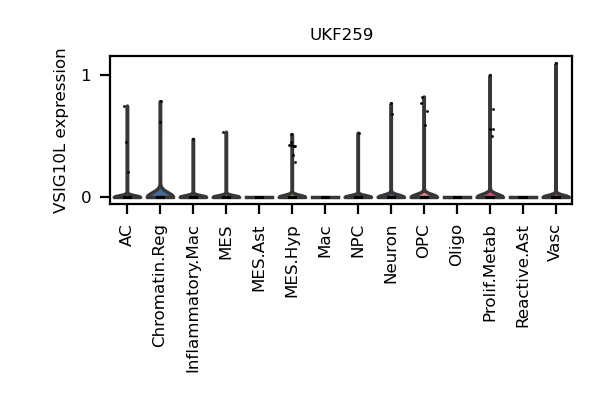 UKF259
VSIG10L expression
1
0
AC
Chromatin.Reg
Inflammatory.Mac
MES
MES.Ast
MES.Hyp
Mac
NPC
Neuron
OPC
Oligo
Prolif.Metab
Reactive.Ast
Vasc